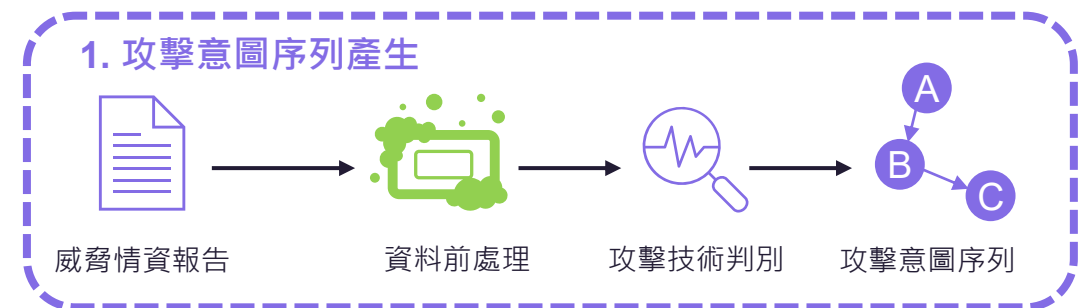 1. 攻擊意圖序列產生
A
B
C
威脅情資報告
資料前處理
攻擊技術判別
攻擊意圖序列